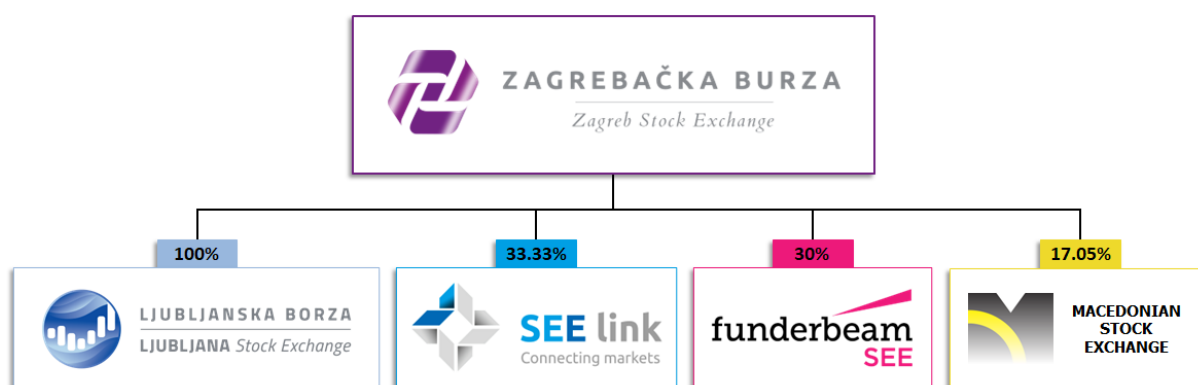 ZAGREBAČKA BURZA
Zagreb Stock Exchange
100%
33.33%
30%
17.05%
LJUBLJANSKA BORZA
LJUBLJANA Stock Exchange
SEE link
Connecting markets
funderbeam
SEE
MACEDONIAN
STOCK
EXCHANGE